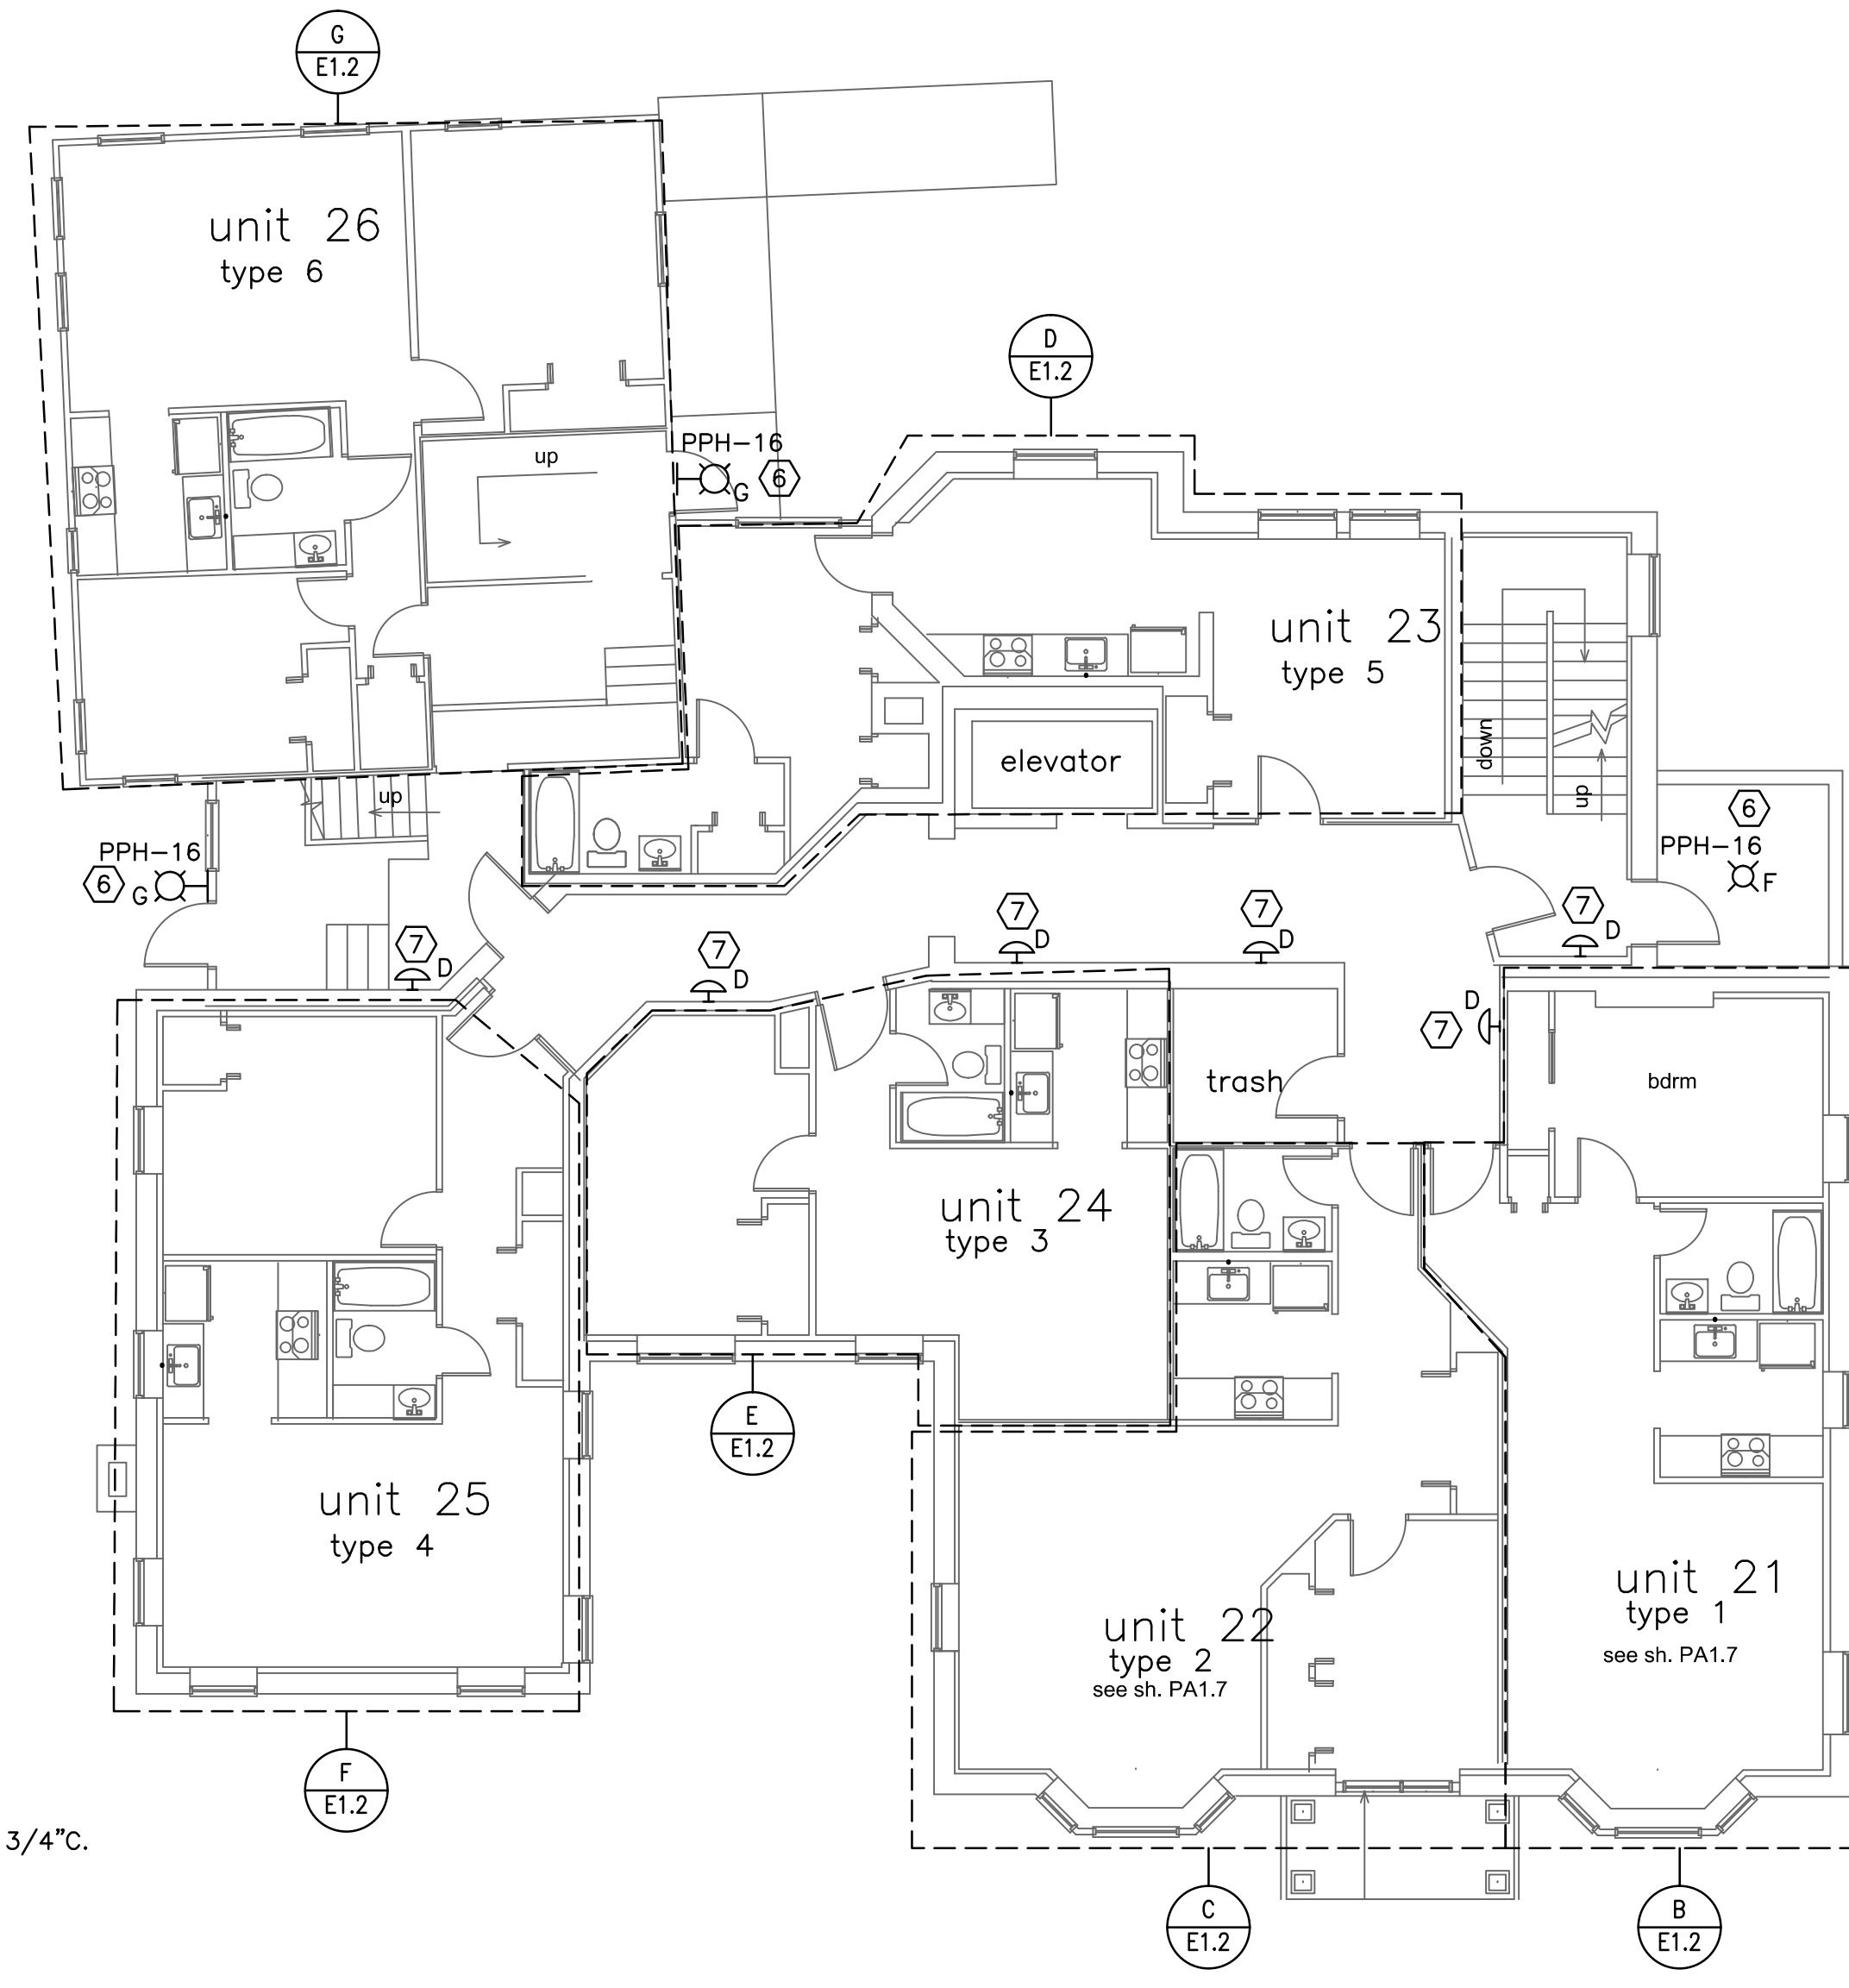 G
E1.2
unit 26
type 6
D
E1.2
PPH-16
G
6
up
unit 23
type 5
elevator
down
up
up
6
PPH-16
F
PPH-16
6
G
7
D
7
D
7
D
7
D
7
D
D
7
bdrm
trash
unit 24
type 3
E
E1.2
unit 25
type 4
unit 21
type 1
see sh. PA1.7
unit 22
type 2
see sh. PA1.7
F
E1.2
3/4"C.
C
E1.2
B
E1.2